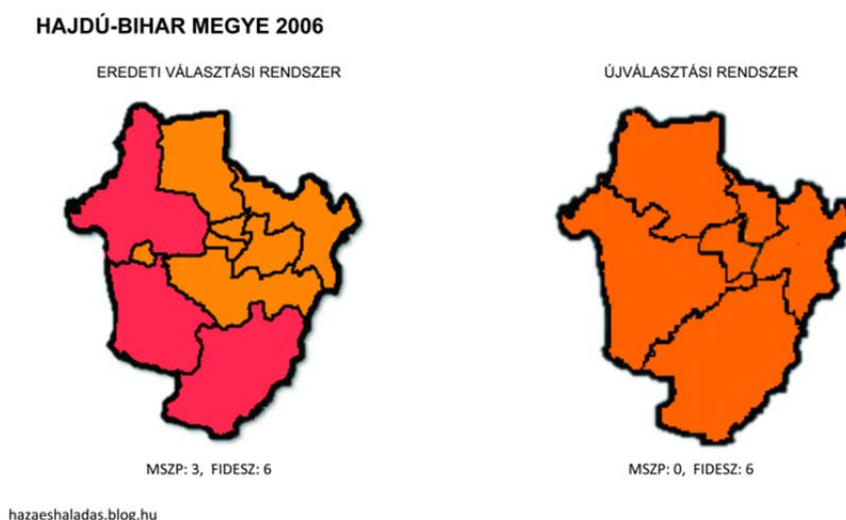 HAJDÚ-BIHAR MEGYE 2006
EREDETI VÁLASZTÁSI RENDSZER
ÚJVÁLASZTÁSI RENDSZER
MSZP: 3, FIDESZ: 6
MSZP: 0, FIDESZ: 6
hazaeshaladas.blog.hu